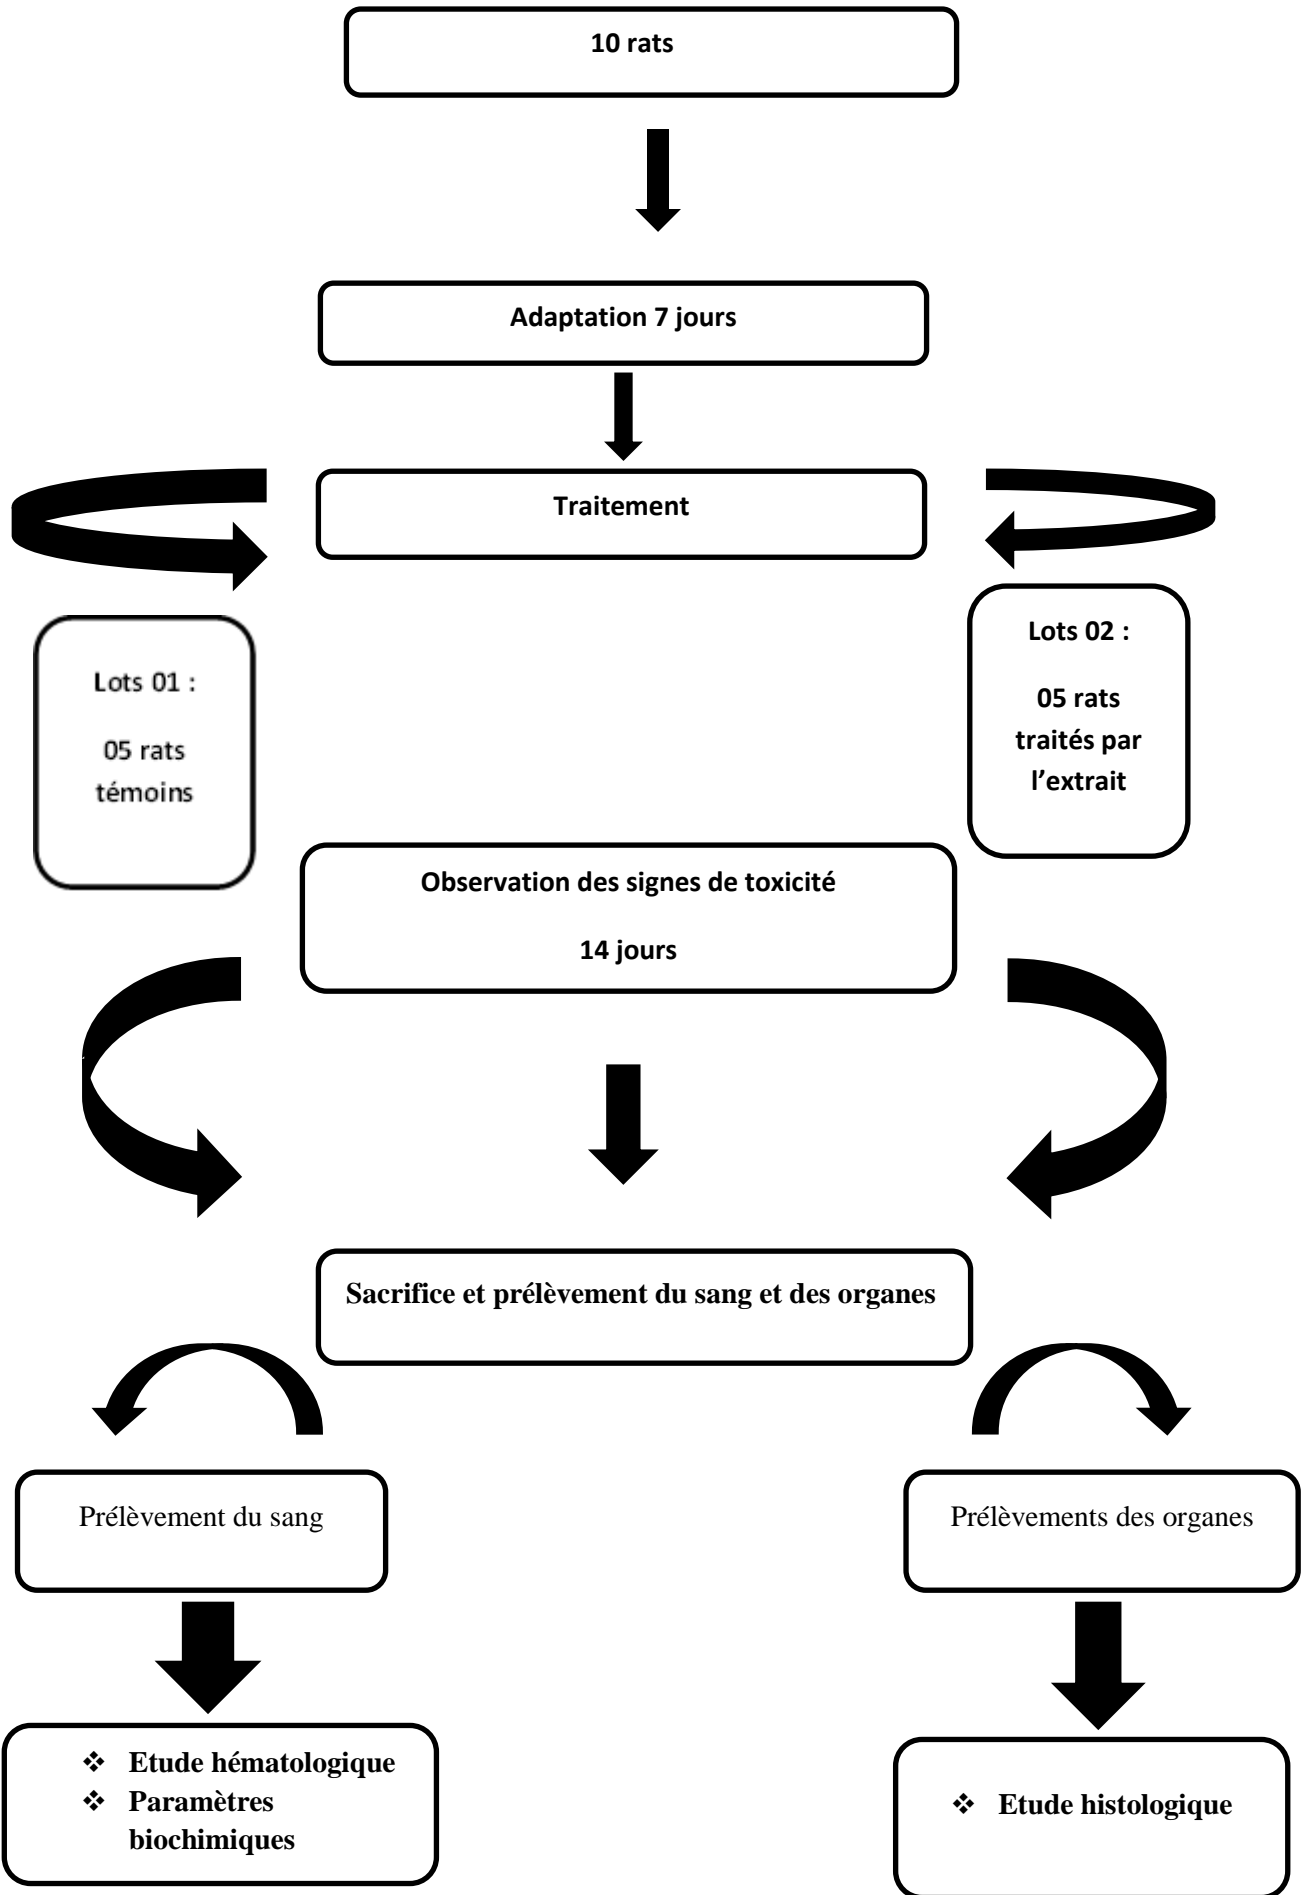 10 rats
Adaptation 7 jours
Traitement
Lots 01 :
05 rats
témoins
Lots 02 :
05 rats
traités par
l'extrait
Observation des signes de toxicité
14 jours
Sacrifice et prélèvement du sang et des organes
Prélèvement du sang
Prélèvements des organes
❖ Etude hématologique
❖ Paramètres
biochimiques
❖ Etude histologique